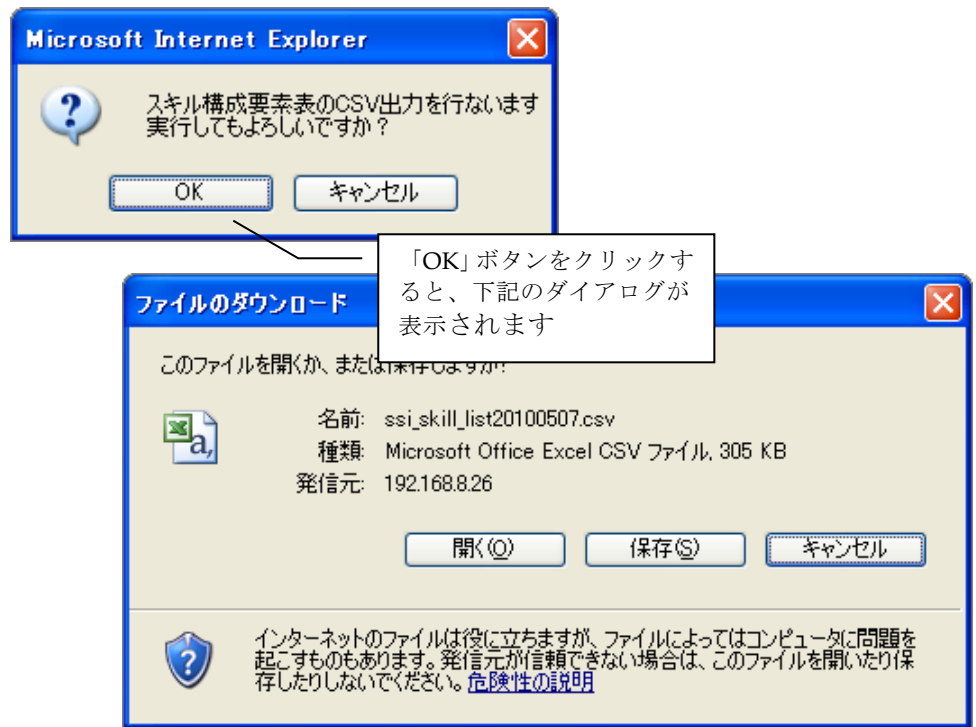 Microsoft Internet Explorer
スキル構成要素表のCSV出力を行ないます
実行してもよろしいですか？
OK
キャンセル
「OK」ボタンをクリックす
ると、下記のダイアログが
表示されます
ファイルのダウンロード
このファイルを開くか、または保存しますか?
名前: ssi_skill_list20100507.csv
種類: Microsoft Office Excel CSV ファイル, 305 KB
発信元: 192.168.8.26
開く(O)
保存(S)
キャンセル
インターネットのファイルは役に立ちますが、ファイルによってはコンピュータに問題を
起こすものもあります。発信元が信頼できない場合は、このファイルを開いたり保
存したりしないでください。危険性の説明